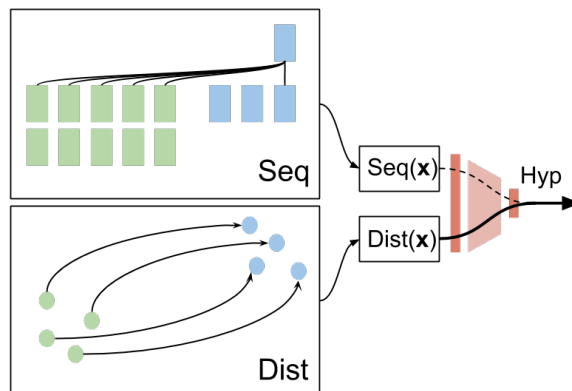 Seq
Seq(x)
Hyp
Dist(x)
Dist